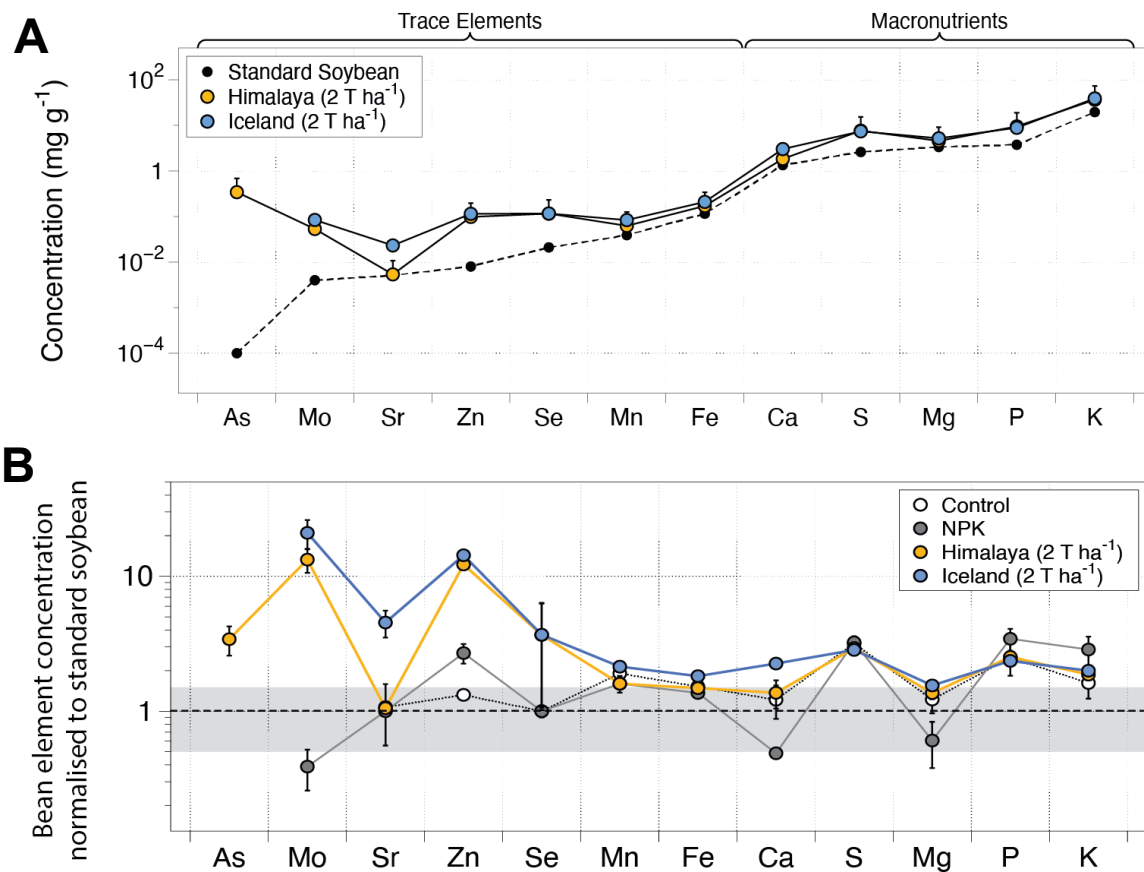 A
Trace Elements
Macronutrients
Concentration (mg g⁻¹)
10²
1
10⁻²
10⁻⁴
Standard Soybean
Himalaya (2 T ha⁻¹)
Iceland (2 T ha⁻¹)
As Mo Sr Zn Se Mn Fe Ca S Mg P K
B
Bean element concentration
normalised to standard soybean
10
1
Control
NPK
Himalaya (2 T ha⁻¹)
Iceland (2 T ha⁻¹)
As Mo Sr Zn Se Mn Fe Ca S Mg P K